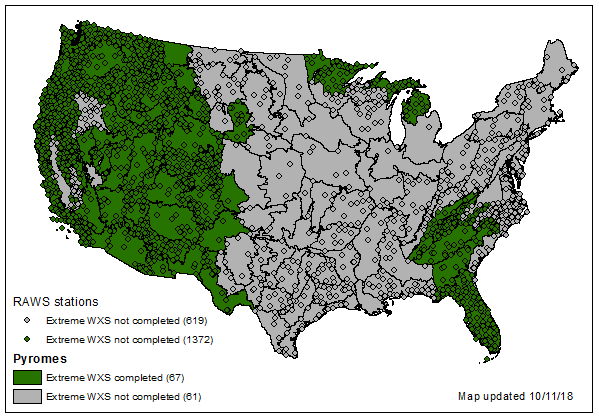 RAWS stations
Extreme WXS not completed (619)
Extreme WXS not completed (1372)
Pyromes
Extreme WXS completed (67)
Extreme WXS not completed (61)
Map updated 10/11/18